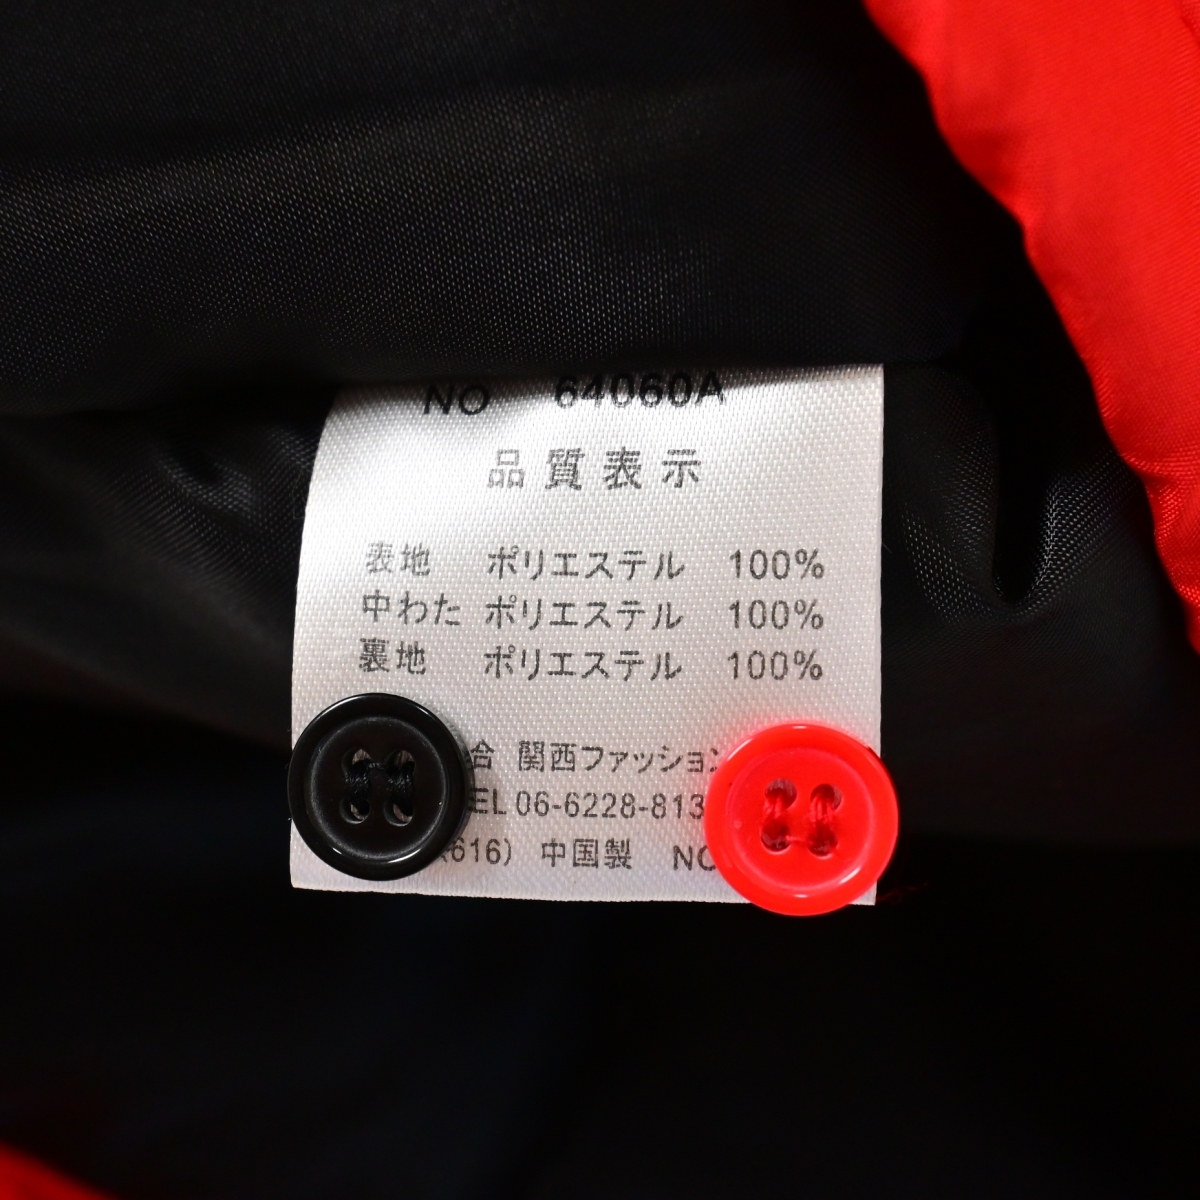 NO 64060A
品質表示
表地 ポリエステル 100%
中わた ポリエステル 100%
裏地 ポリエステル 100%
合 関西ファッション
EL 06-6228-813
616) 中国製 NO